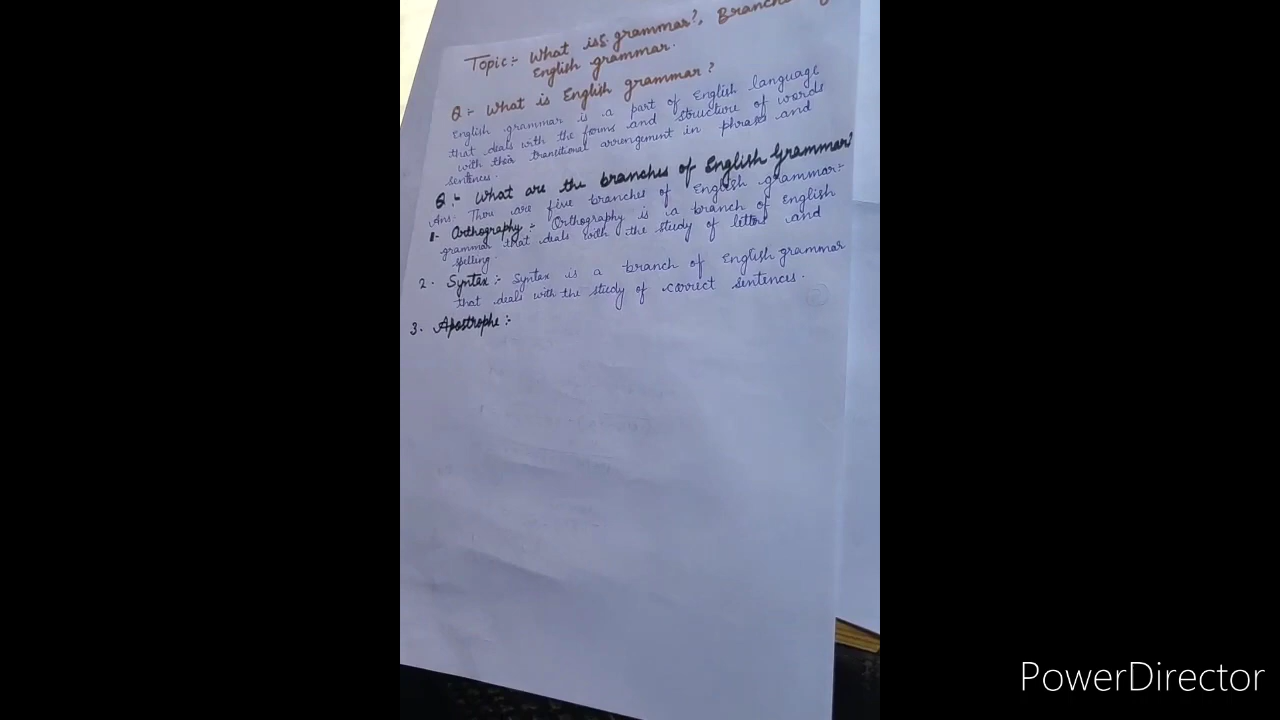 Topic:- What is grammar?, Branche
English grammar.
Q:- What is English grammar?
English grammar is a part of English language
that deals with the forms and structure of words
with their transitional arrengement in phrases and
sentences.
Q:- What are the branches of English Grammar?
Ans- There are five branches of English grammar:-
1- Orthography:- Orthography is a branch of English
grammar that deals with the study of letters and
spelling.
2. Syntax:- Syntax is a branch of English grammar
that deals with the study of correct sentences.
3. Apostrophe:-
PowerDirector